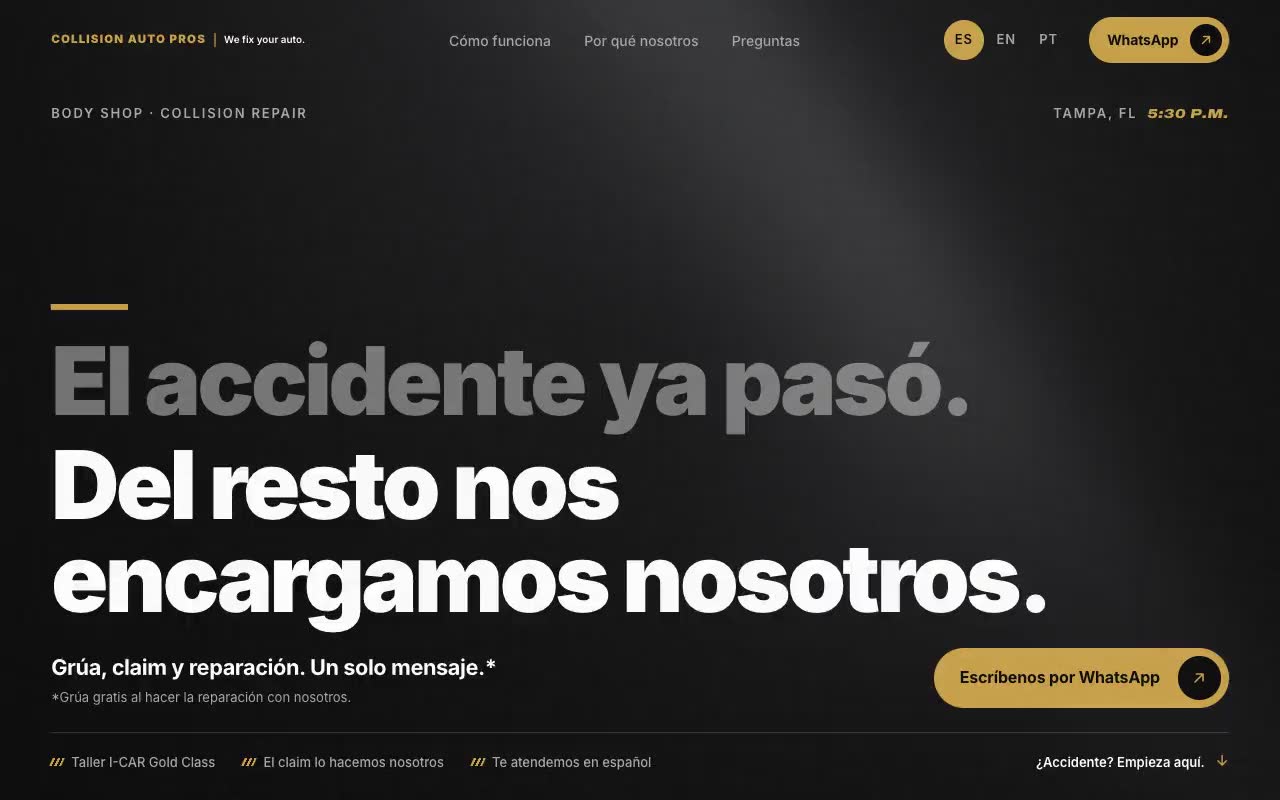 COLLISION AUTO PROS | We fix your auto.
Cómo funciona
Por qué nosotros
Preguntas
ES
EN
PT
WhatsApp
BODY SHOP · COLLISION REPAIR
TAMPA, FL 5:30 P.M.
El accidente ya pasó.
Del resto nos
encargamos nosotros.
Grúa, claim y reparación. Un solo mensaje.*
*Grúa gratis al hacer la reparación con nosotros.
Escríbenos por WhatsApp
Taller I-CAR Gold Class
El claim lo hacemos nosotros
Te atendemos en español
¿Accidente? Empieza aquí.